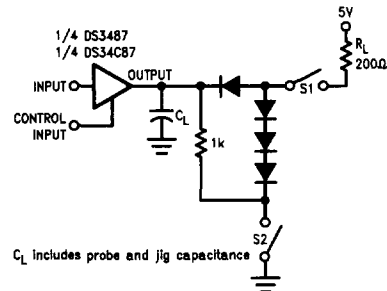 1/4 DS3487
1/4 DS34C87
5V
OUTPUT
RL
200Ω
INPUT
S1
CONTROL
INPUT
CL
1k
S2
CL includes probe and jig capacitance